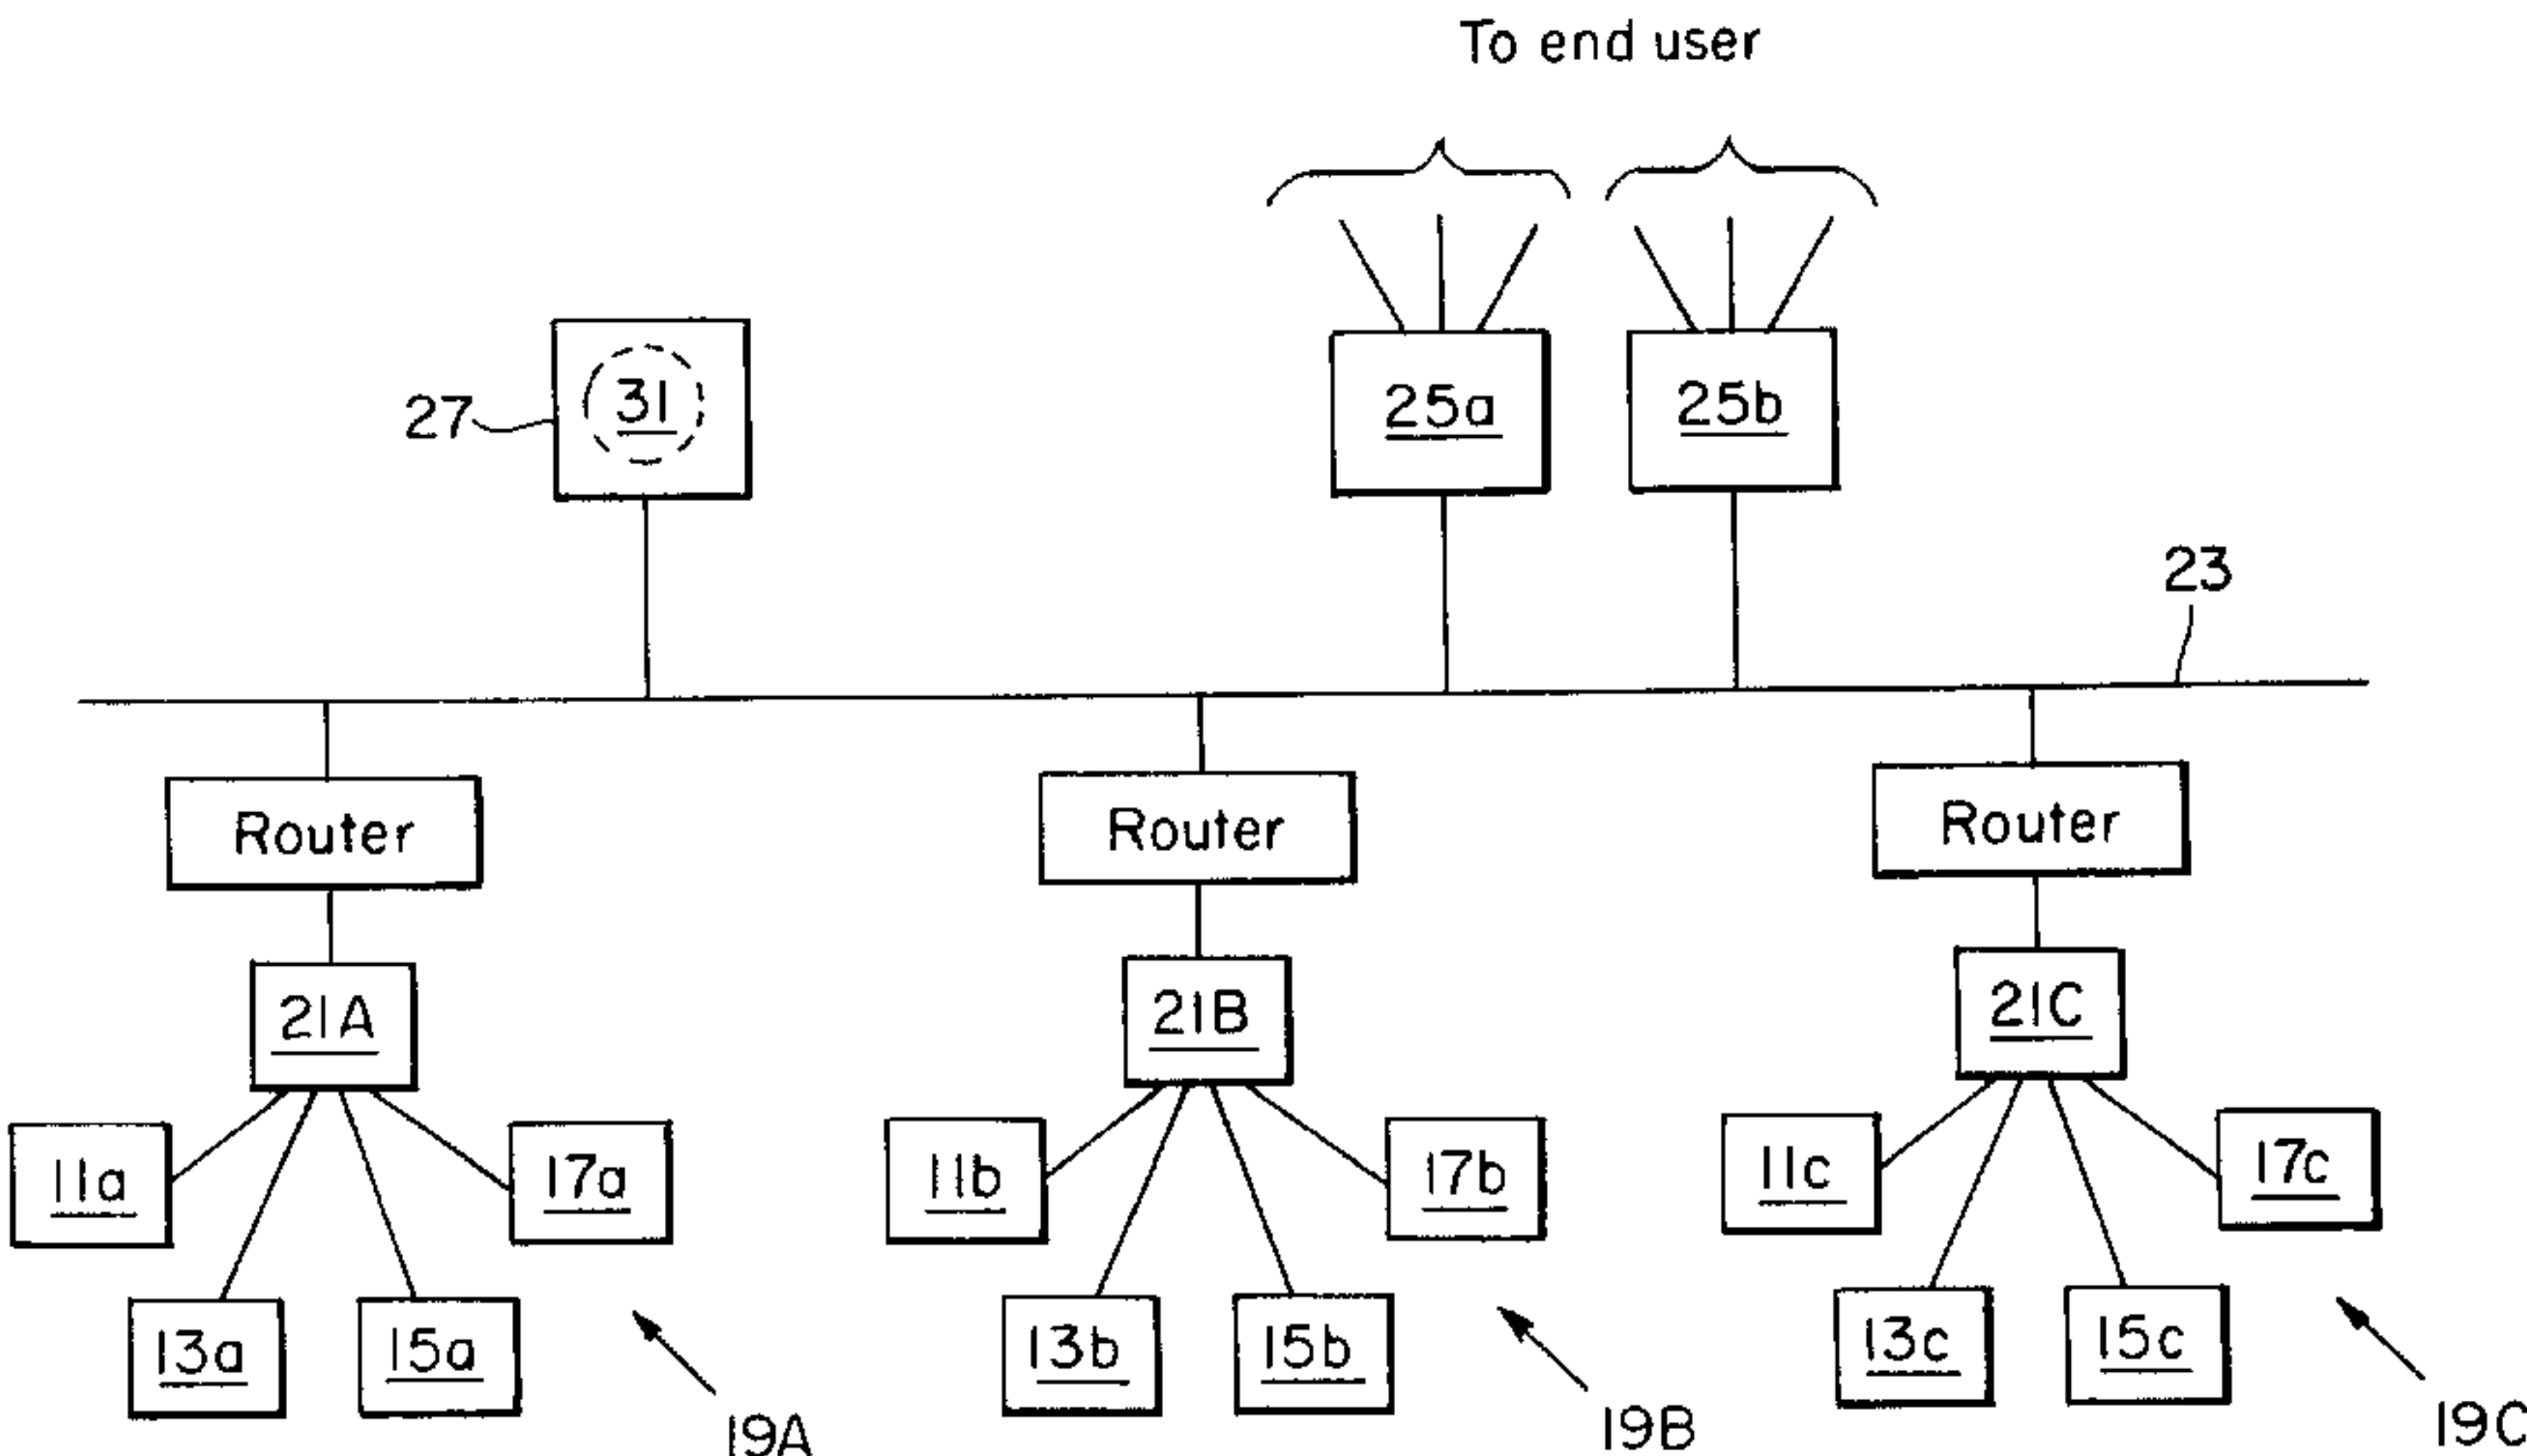 To end user
27
31
25a
25b
23
Router
Router
Router
21A
21B
21C
11a
17a
11b
17b
11c
17c
13a
15a
13b
15b
13c
15c
19A
19B
19C